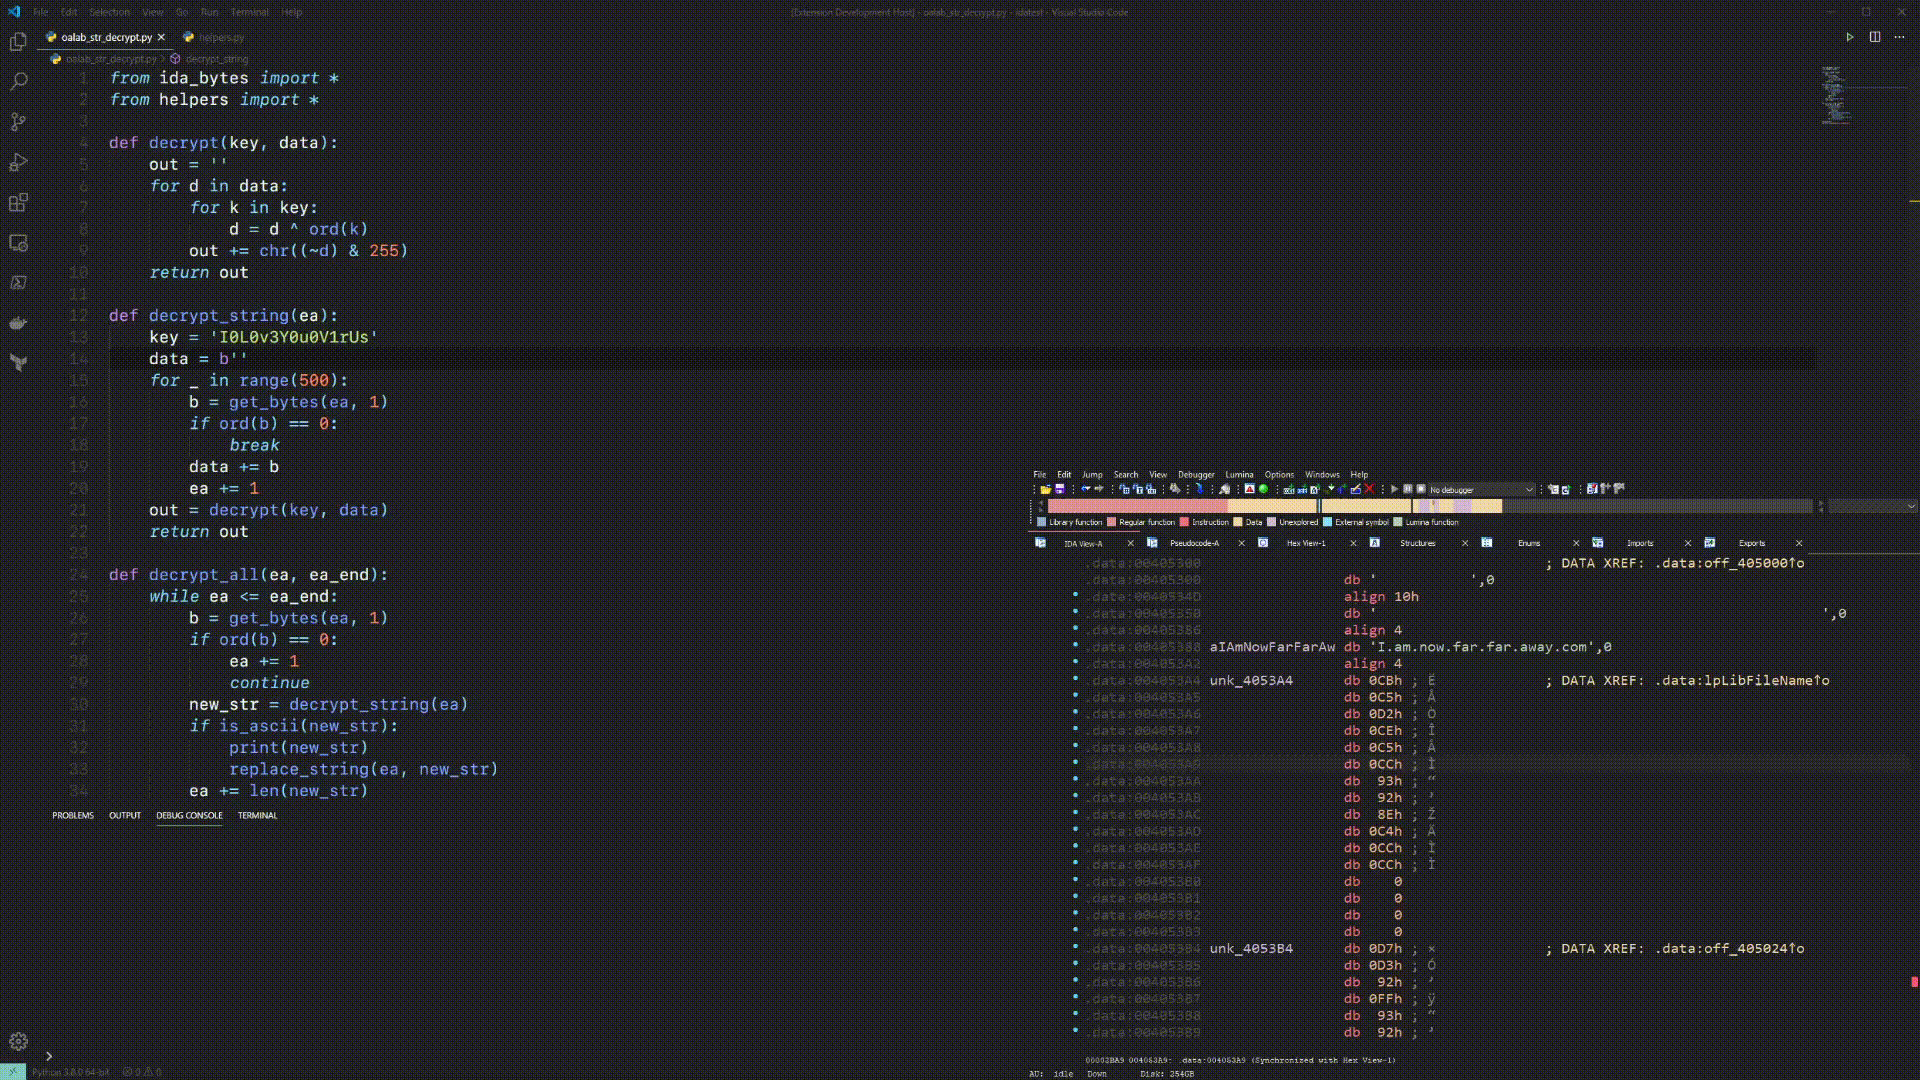 File Edit Selection View Go Run Terminal Help
[Extension Development Host] - oalab_str_decrypt.py - idatest - Visual Studio Code
oalab_str_decrypt.py
helpers.py
oalab_str_decrypt.py > decrypt_string
1 from ida_bytes import *
2 from helpers import *
3
4 def decrypt(key, data):
5 out = ''
6 for d in data:
7 for k in key:
8 d = d ^ ord(k)
9 out += chr((~d) & 255)
10 return out
11
12 def decrypt_string(ea):
13 key = 'I0L0v3Y0u0V1rUs'
14 data = b''
15 for _ in range(500):
16 b = get_bytes(ea, 1)
17 if ord(b) == 0:
18 break
19 data += b
20 ea += 1
21 out = decrypt(key, data)
22 return out
23
24 def decrypt_all(ea, ea_end):
25 while ea <= ea_end:
26 b = get_bytes(ea, 1)
27 if ord(b) == 0:
28 ea += 1
29 continue
30 new_str = decrypt_string(ea)
31 if is_ascii(new_str):
32 print(new_str)
33 replace_string(ea, new_str)
34 ea += len(new_str)
PROBLEMS OUTPUT DEBUG CONSOLE TERMINAL
Python 3.8.0 64-bit 0 0
File Edit Jump Search View Debugger Lumina Options Windows Help
No debugger
Library function Regular function Instruction Data Unexplored External symbol Lumina function
IDA View-A Pseudocode-A Hex View-1 Structures Enums Imports Exports
.data:00405300 ; DATA XREF: .data:off_405000↑o
.data:00405300 db ' ',0
.data:0040534D align 10h
.data:0040535B db ' ',0
.data:004053B6 align 4
.data:00405388 aIAmNowFarFarAw db 'I.am.now.far.far.away.com',0
.data:004053A2 align 4
.data:004053A4 unk_4053A4 db 0CBh ; Ë ; DATA XREF: .data:lpLibFileName↑o
.data:004053A5 db 0C5h ; Å
.data:004053A6 db 0D2h ; Ò
.data:004053A7 db 0CEh ; Î
.data:004053A8 db 0C5h ; Å
.data:004053A9 db 0CCh ; Ì
.data:004053AA db 93h ; “
.data:004053AB db 92h ; ’
.data:004053AC db 8Eh ; Ž
.data:004053AD db 0C4h ; Ä
.data:004053AE db 0CCh ; Ì
.data:004053AF db 0CCh ; Ì
.data:004053B0 db 0
.data:004053B1 db 0
.data:004053B2 db 0
.data:004053B3 db 0
.data:004053B4 unk_4053B4 db 0D7h ; × ; DATA XREF: .data:off_405024↑o
.data:004053B5 db 0D3h ; Ó
.data:004053B6 db 92h ; ’
.data:004053B7 db 0FFh ; ÿ
.data:004053B8 db 93h ; “
.data:004053B9 db 92h ; ’
00002BA9 004053A9: .data:004053A9 (Synchronized with Hex View-1)
AU: idle Down Disk: 254GB